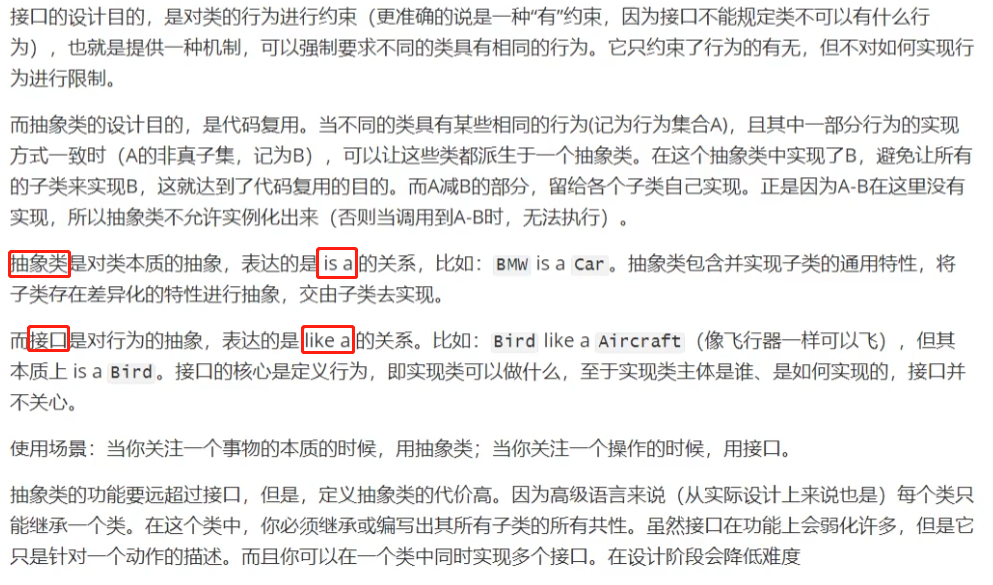 接口的设计目的，是对类的行为进行约束（更准确的说是一种“有”约束，因为接口不能规定类不可以有什么行
为），也就是提供一种机制，可以强制要求不同的类具有相同的行为。它只约束了行为的有无，但不对如何实现行
为进行限制。
而抽象类的设计目的，是代码复用。当不同的类具有某些相同的行为(记为行为集合A)，且其中一部分行为的实现
方式一致时（A的非真子集，记为B），可以让这些类都派生于一个抽象类。在这个抽象类中实现了B，避免让所有
的子类来实现B，这就达到了代码复用的目的。而A减B的部分，留给各个子类自己实现。正是因为A-B在这里没有
实现，所以抽象类不允许实例化出来（否则当调用到A-B时，无法执行）。
抽象类是对类本质的抽象，表达的是 is a 的关系，比如：BMW is a Car。抽象类包含并实现子类的通用特性，将
子类存在差异化的特性进行抽象，交由子类去实现。
而接口是对行为的抽象，表达的是 like a 的关系。比如：Bird like a Aircraft（像飞行器一样可以飞），但其
本质上 is a Bird。接口的核心是定义行为，即实现类可以做什么，至于实现类主体是谁、是如何实现的，接口并
不关心。
使用场景：当你关注一个事物的本质的时候，用抽象类；当你关注一个操作的时候，用接口。
抽象类的功能要远超过接口，但是，定义抽象类的代价高。因为高级语言来说（从实际设计上来说也是）每个类只
能继承一个类。在这个类中，你必须继承或编写出其所有子类的所有共性。虽然接口在功能上会弱化许多，但是它
只是针对一个动作的描述。而且你可以在一个类中同时实现多个接口。在设计阶段会降低难度